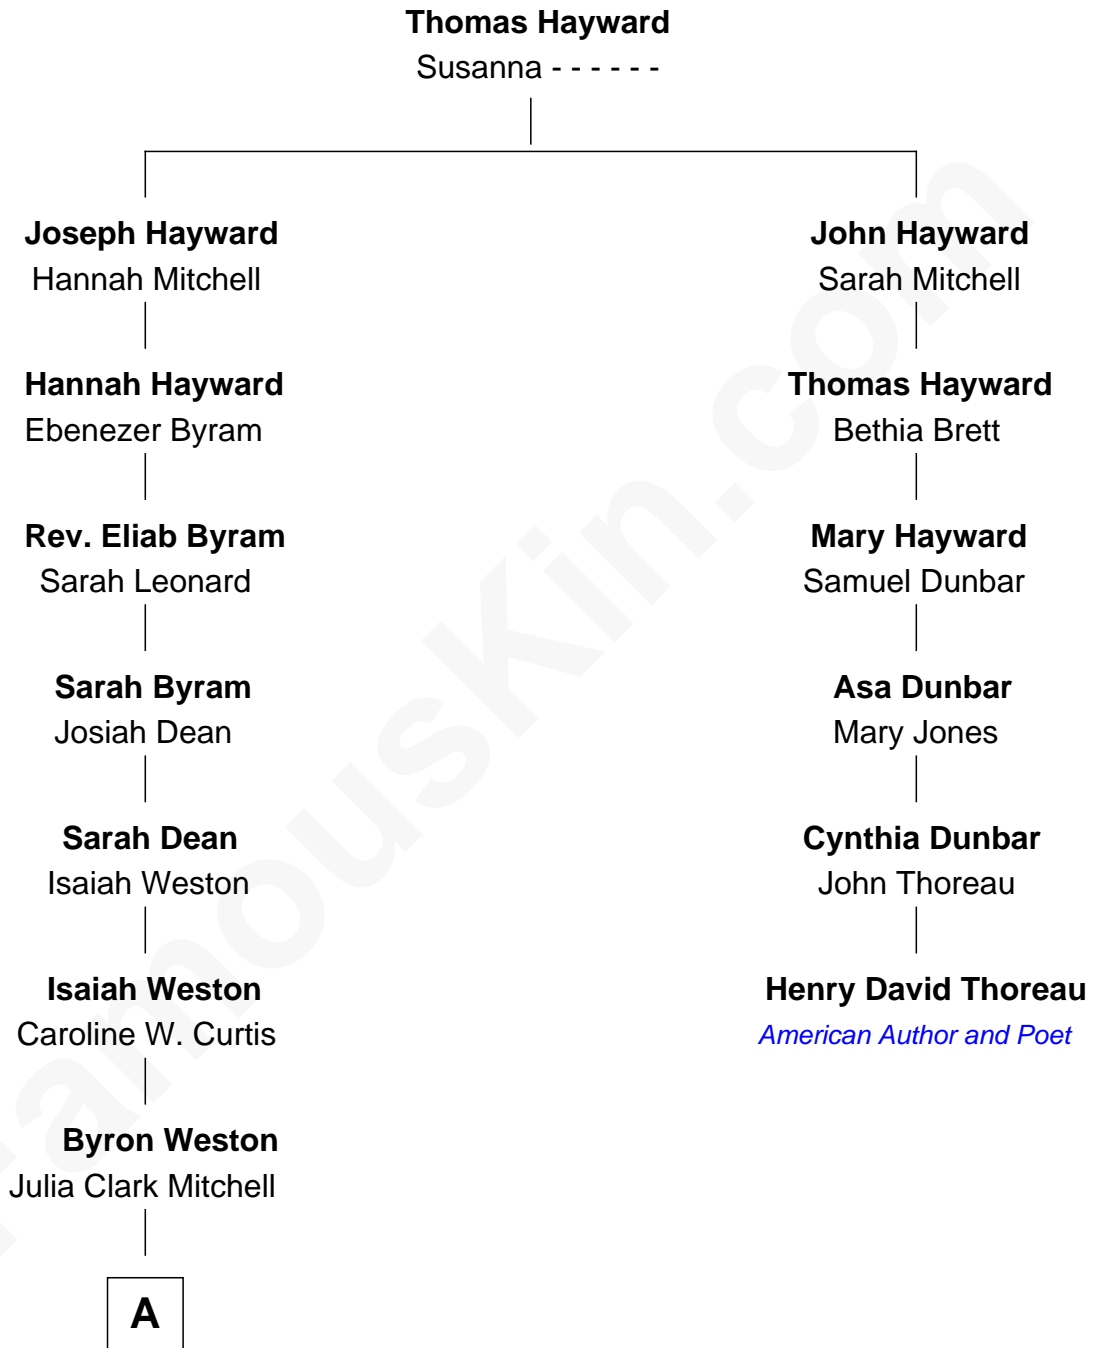 Thomas Hayward
Susanna - - - - - -
Joseph Hayward
Hannah Mitchell
John Hayward
Sarah Mitchell
Hannah Hayward
Ebenezer Byram
Thomas Hayward
Bethia Brett
Rev. Eliab Byram
Sarah Leonard
Mary Hayward
Samuel Dunbar
Sarah Byram
Josiah Dean
Asa Dunbar
Mary Jones
Sarah Dean
Isaiah Weston
Cynthia Dunbar
John Thoreau
Isaiah Weston
Caroline W. Curtis
Henry David Thoreau
American Author and Poet
Byron Weston
Julia Clark Mitchell
A
FamousKin.com